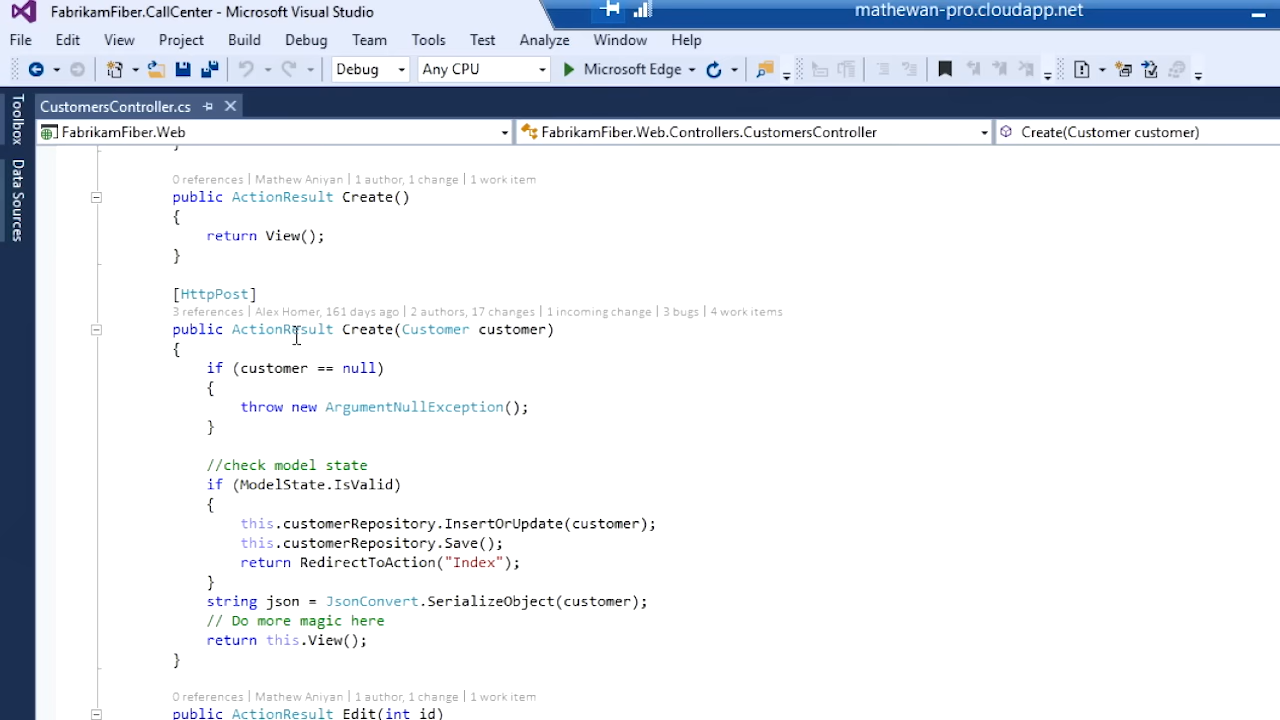 FabrikamFiber.CallCenter - Microsoft Visual Studio
mathewan-pro.cloudapp.net
File Edit View Project Build Debug Team Tools Test Analyze Window Help
Debug Any CPU Microsoft Edge
CustomersController.cs
Toolbox
Data Sources
FabrikamFiber.Web FabrikamFiber.Web.Controllers.CustomersController Create(Customer customer)
}
0 references | Mathew Aniyan | 1 author, 1 change | 1 work item
public ActionResult Create()
{
return View();
}
[HttpPost]
3 references | Alex Homer, 161 days ago | 2 authors, 17 changes | 1 incoming change | 3 bugs | 4 work items
public ActionResult Create(Customer customer)
{
if (customer == null)
{
throw new ArgumentNullException();
}
//check model state
if (ModelState.IsValid)
{
this.customerRepository.InsertOrUpdate(customer);
this.customerRepository.Save();
return RedirectToAction("Index");
}
string json = JsonConvert.SerializeObject(customer);
// Do more magic here
return this.View();
}
0 references | Mathew Aniyan | 1 author, 1 change | 1 work item
public ActionResult Edit(int id)